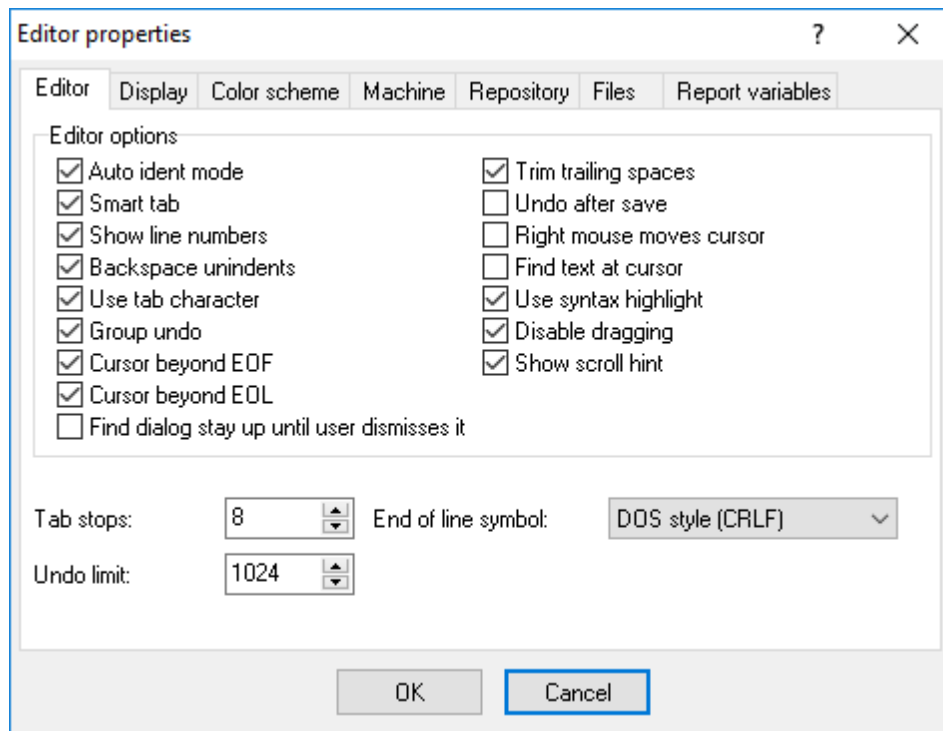 Editor properties
?
Editor Display Color scheme Machine Repository Files Report variables
Editor options
Auto ident mode
Smart tab
Show line numbers
Backspace unindents
Use tab character
Group undo
Cursor beyond EOF
Cursor beyond EOL
Find dialog stay up until user dismisses it
Trim trailing spaces
Undo after save
Right mouse moves cursor
Find text at cursor
Use syntax highlight
Disable dragging
Show scroll hint
Tab stops: 8 End of line symbol: DOS style (CRLF)
Undo limit: 1024
OK Cancel